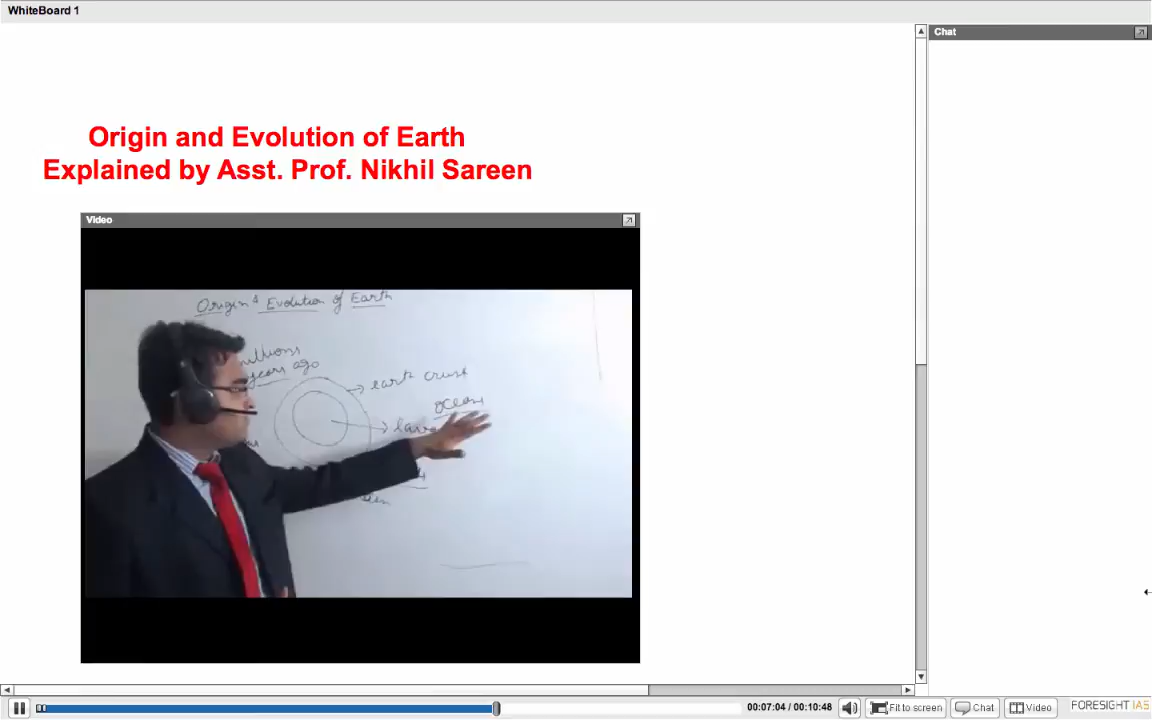 WhiteBoard 1
Chat
Origin and Evolution of Earth
Explained by Asst. Prof. Nikhil Sareen
Video
Origin & Evolution of Earth
millions
years ago
earth crust
ocean
lava
00:07:04 / 00:10:48
Fit to screen
Chat
Video
FORESIGHT IAS